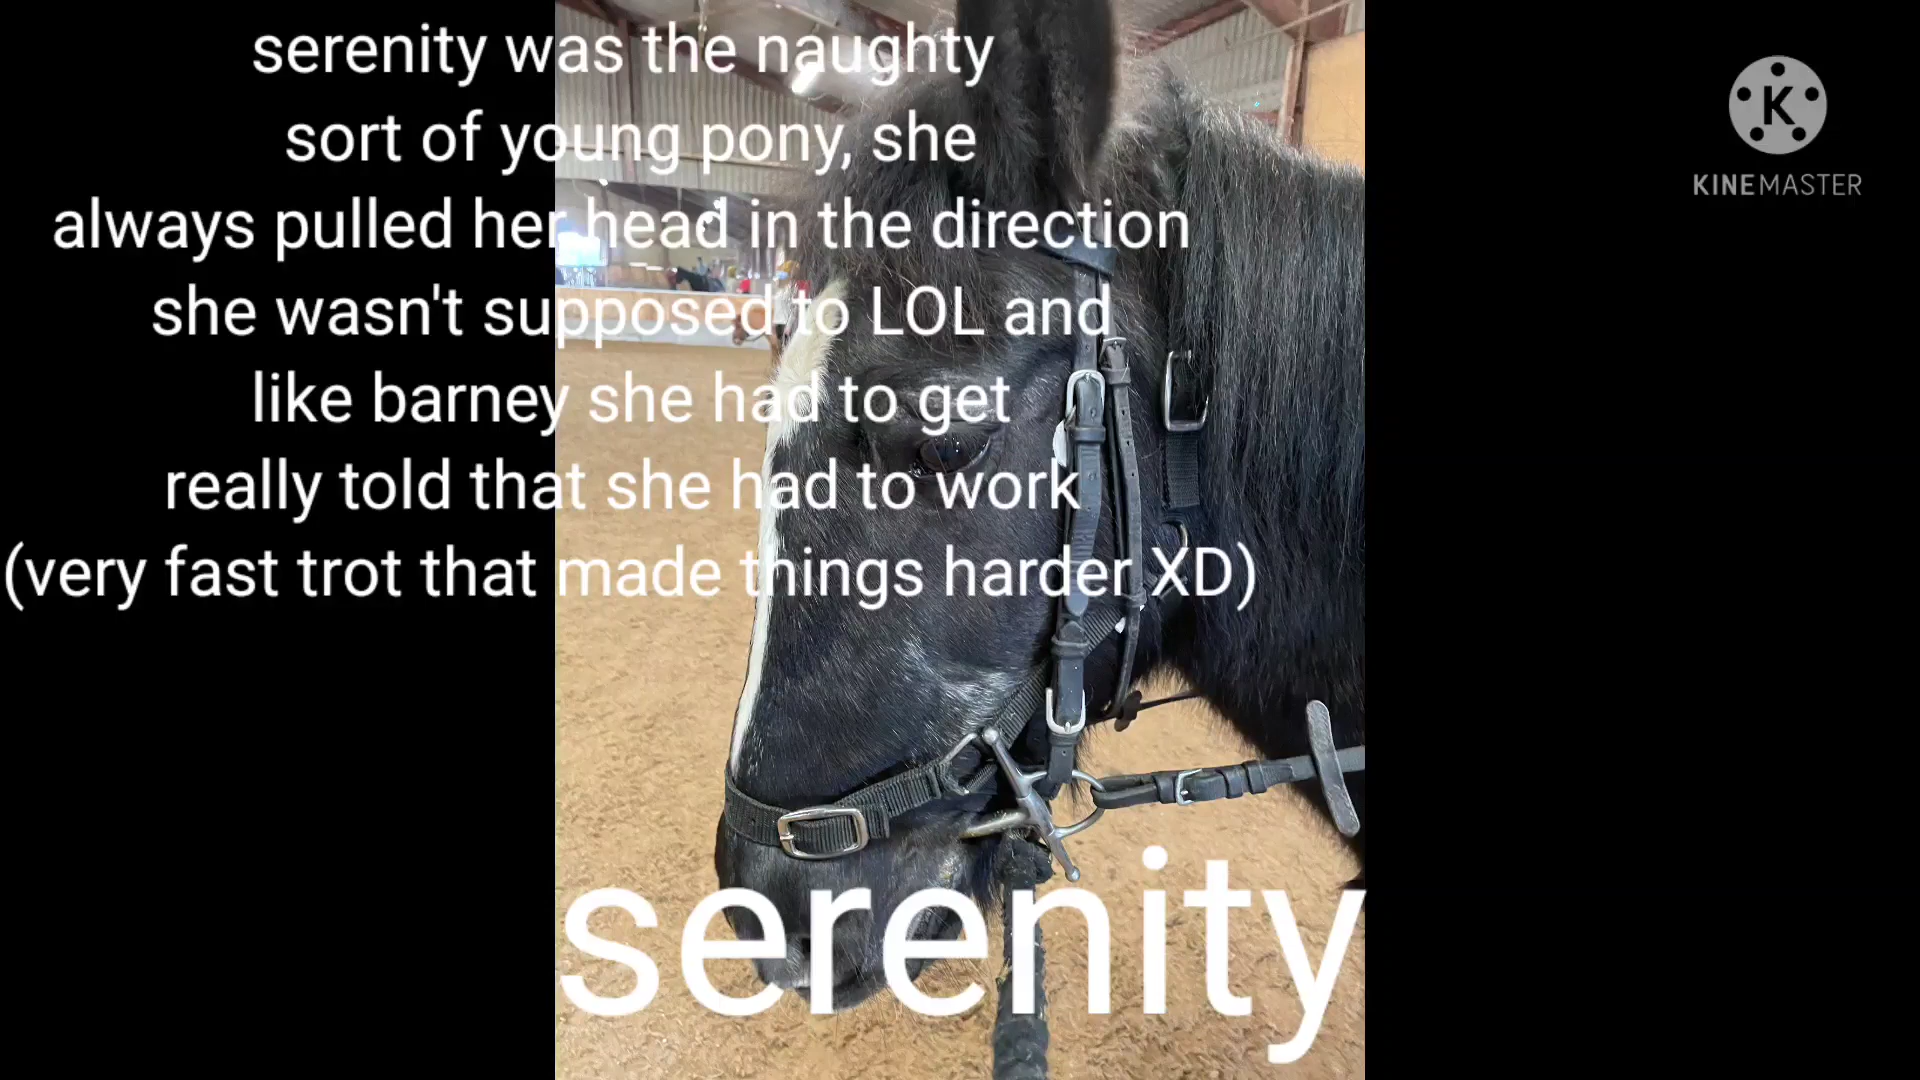 serenity was the naughty
sort of young pony, she
always pulled her head in the direction
she wasn't supposed to LOL and
like barney she had to get
really told that she had to work
(very fast trot that made things harder XD)
K
KINEMASTER
serenity